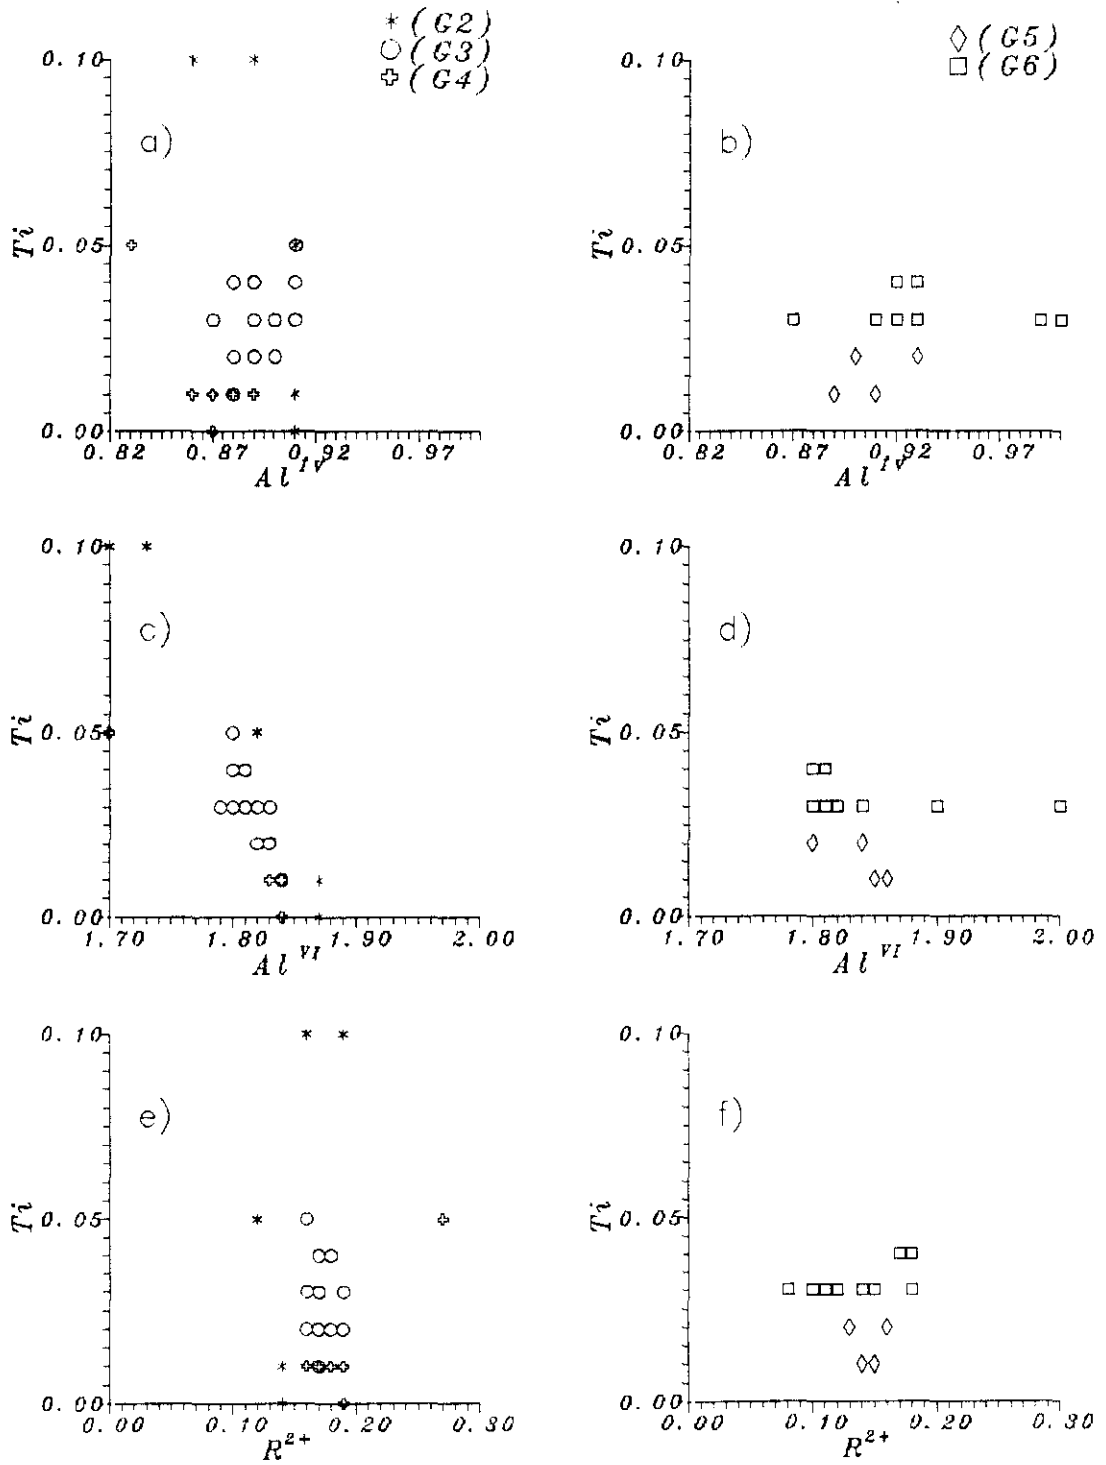 * (G2)
○ (G3)
✚ (G4)
◇ (G5)
□ (G6)
a)
0.10
Ti 0.05
0.00
0.82 0.87 0.92 0.97
Al^IV
b)
0.10
Ti 0.05
0.00
0.82 0.87 0.92 0.97
Al^IV
c)
0.10
Ti 0.05
0.00
1.70 1.80 1.90 2.00
Al^VI
d)
0.10
Ti 0.05
0.00
1.70 1.80 1.90 2.00
Al^VI
e)
0.10
Ti 0.05
0.00
0.00 0.10 0.20 0.30
R^2+
f)
0.10
Ti 0.05
0.00
0.00 0.10 0.20 0.30
R^2+